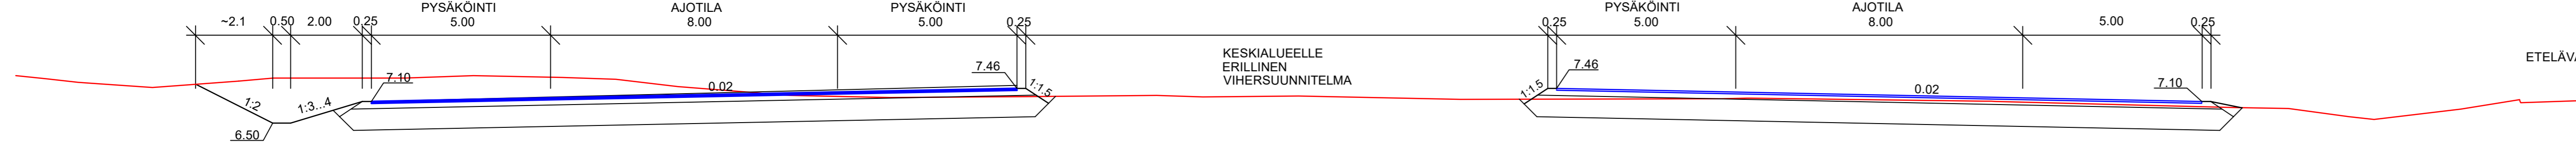 PYSÄKÖINTI AJOTILA PYSÄKÖINTI PYSÄKÖINTI AJOTILA
~2.1 0.50 2.00 0.25 5.00 8.00 5.00 0.25 0.25 5.00 8.00 5.00 0.25
KESKIALUEELLE
ERILLINEN
VIHERSUUNNITELMA
7.10 0.02 7.46 7.46 0.02 7.10
1:2 1:3...4 1:1.5 1:1.5
6.50